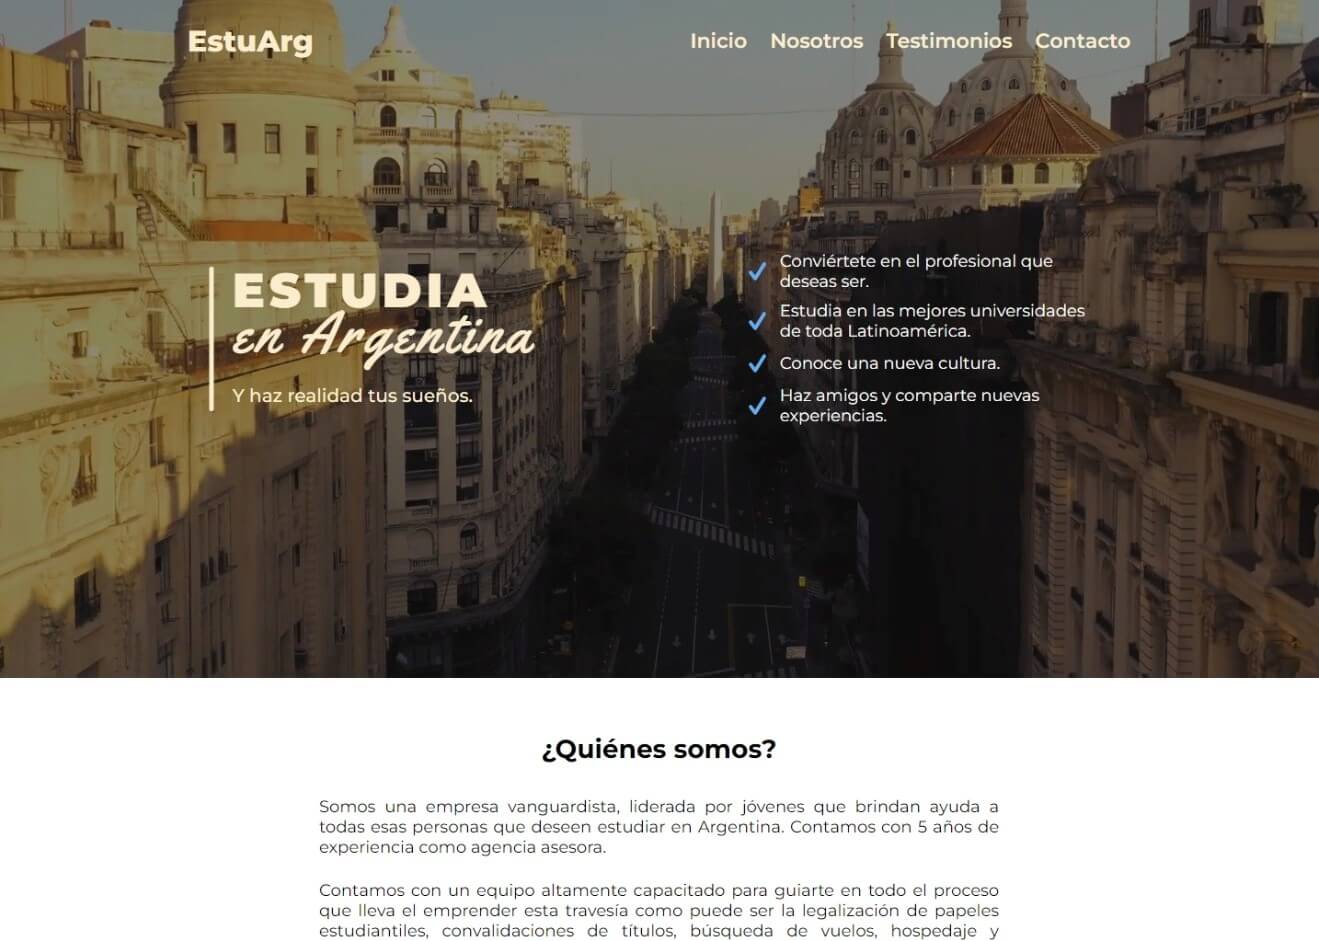 EstuArg
Inicio Nosotros Testimonios Contacto
ESTUDIA
en Argentina
Y haz realidad tus sueños.
Conviértete en el profesional que
deseas ser.
Estudia en las mejores universidades
de toda Latinoamérica.
Conoce una nueva cultura.
Haz amigos y comparte nuevas
experiencias.
¿Quiénes somos?
Somos una empresa vanguardista, liderada por jóvenes que brindan ayuda a
todas esas personas que deseen estudiar en Argentina. Contamos con 5 años de
experiencia como agencia asesora.
Contamos con un equipo altamente capacitado para guiarte en todo el proceso
que lleva el emprender esta travesía como puede ser la legalización de papeles
estudiantiles, convalidaciones de títulos, búsqueda de vuelos, hospedaje y